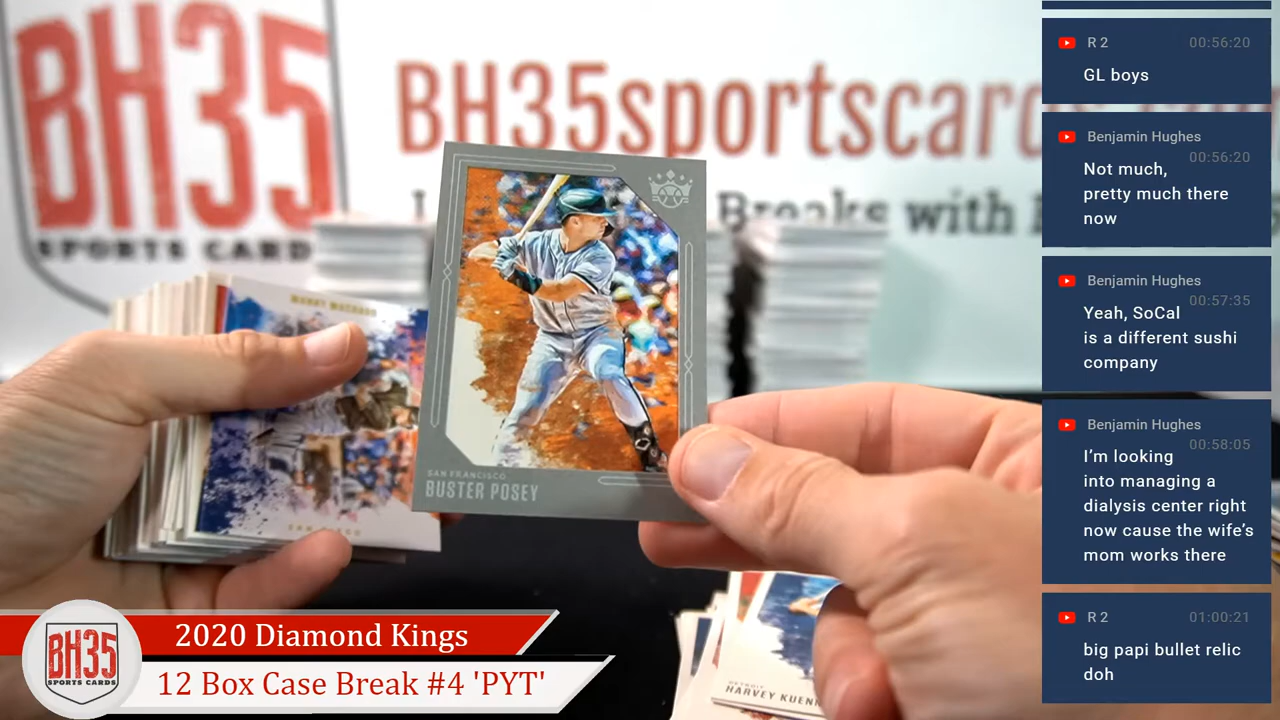 BH35
SPORTS CARDS
BH35sportscards
Breaks with
MANNY MACHADO
SAN DIEGO
SAN FRANCISCO
BUSTER POSEY
DETROIT
HARVEY KUENN
BH35
SPORTS CARDS
2020 Diamond Kings
12 Box Case Break #4 'PYT'
R 2
00:56:20
GL boys
Benjamin Hughes
00:56:20
Not much,
pretty much there
now
Benjamin Hughes
00:57:35
Yeah, SoCal
is a different sushi
company
Benjamin Hughes
00:58:05
I'm looking
into managing a
dialysis center right
now cause the wife's
mom works there
R 2
01:00:21
big papi bullet relic
doh